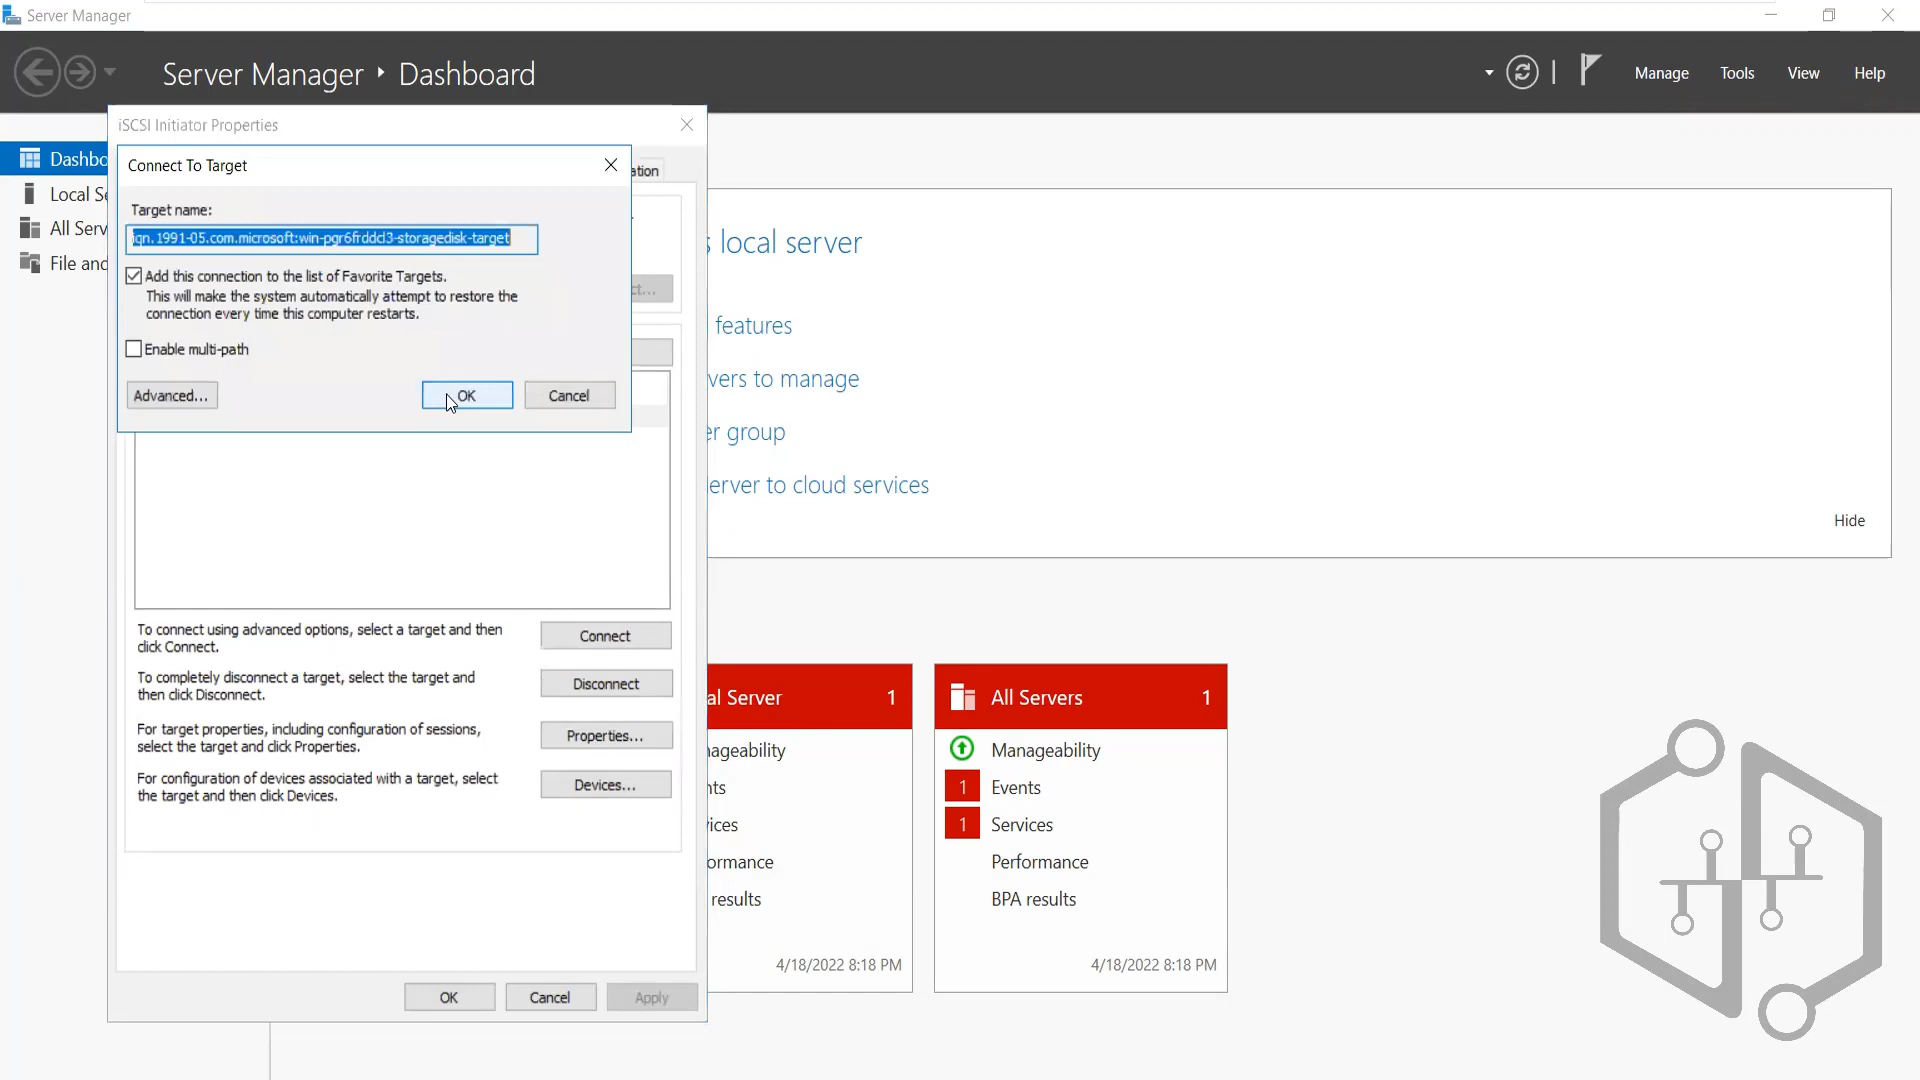 Server Manager
Server Manager Dashboard
Manage Tools View Help
iSCSI Initiator Properties
Dashbo
Local Se
All Serv
File and
Connect To Target
ation
Target name:
iqn.1991-05.com.microsoft:win-pgr6frddcl3-storagedisk-target
Add this connection to the list of Favorite Targets.
This will make the system automatically attempt to restore the
connection every time this computer restarts.
Enable multi-path
Advanced...
OK
Cancel
ct...
s local server
features
vers to manage
er group
erver to cloud services
Hide
To connect using advanced options, select a target and then
click Connect.
Connect
To completely disconnect a target, select the target and
then click Disconnect.
Disconnect
For target properties, including configuration of sessions,
select the target and click Properties.
Properties...
For configuration of devices associated with a target, select
the target and then click Devices.
Devices...
OK
Cancel
Apply
al Server 1
nageability
nts
vices
ormance
results
4/18/2022 8:18 PM
All Servers 1
Manageability
1 Events
1 Services
Performance
BPA results
4/18/2022 8:18 PM